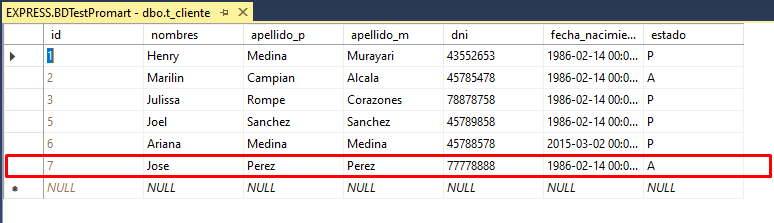 EXPRESS.BDTestPromart - dbo.t_cliente
id nombres apellido_p apellido_m dni fecha_nacimie... estado
1 Henry Medina Murayari 43552653 1986-02-14 00:0... P
2 Marilin Campian Alcala 45785478 1986-02-14 00:0... A
3 Julissa Rompe Corazones 78878758 1986-02-14 00:0... P
5 Joel Sanchez Sanchez 45789858 1986-02-14 00:0... P
6 Ariana Medina Medina 45788578 2015-03-02 00:0... P
7 Jose Perez Perez 77778888 1986-02-14 00:0... A
NULL NULL NULL NULL NULL NULL NULL